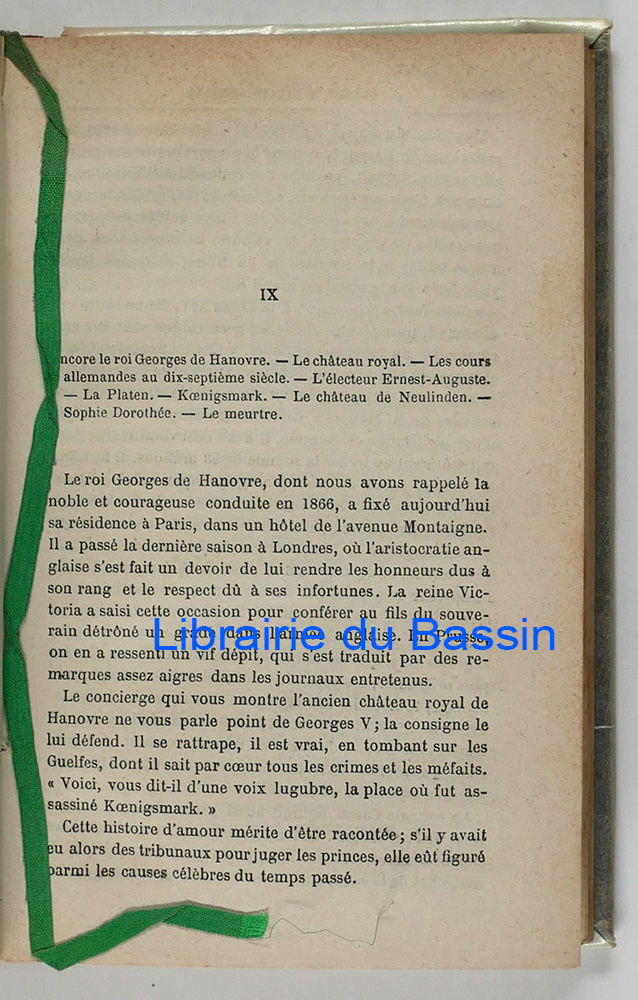 IX
ncore le roi Georges de Hanovre. — Le château royal. — Les cours
allemandes au dix-septième siècle. — L'électeur Ernest-Auguste.
— La Platen. — Kœnigsmark. — Le château de Neulinden. —
Sophie Dorothée. — Le meurtre.
Le roi Georges de Hanovre, dont nous avons rappelé la
noble et courageuse conduite en 1866, a fixé aujourd'hui
sa résidence à Paris, dans un hôtel de l'avenue Montaigne.
Il a passé la dernière saison à Londres, où l'aristocratie an-
glaise s'est fait un devoir de lui rendre les honneurs dus à
son rang et le respect dû à ses infortunes. La reine Vic-
toria a saisi cette occasion pour conférer au fils du souve-
rain détrôné un grade dans l'armée anglaise. En Prusse,
Librairie du Bassin
on en a ressenti un vif dépit, qui s'est traduit par des re-
marques assez aigres dans les journaux entretenus.
Le concierge qui vous montre l'ancien château royal de
Hanovre ne vous parle point de Georges V; la consigne le
lui défend. Il se rattrape, il est vrai, en tombant sur les
Guelfes, dont il sait par cœur tous les crimes et les méfaits.
« Voici, vous dit-il d'une voix lugubre, la place où fut as-
sassiné Kœnigsmark. »
Cette histoire d'amour mérite d'être racontée; s'il y avait
eu alors des tribunaux pour juger les princes, elle eût figuré
parmi les causes célèbres du temps passé.